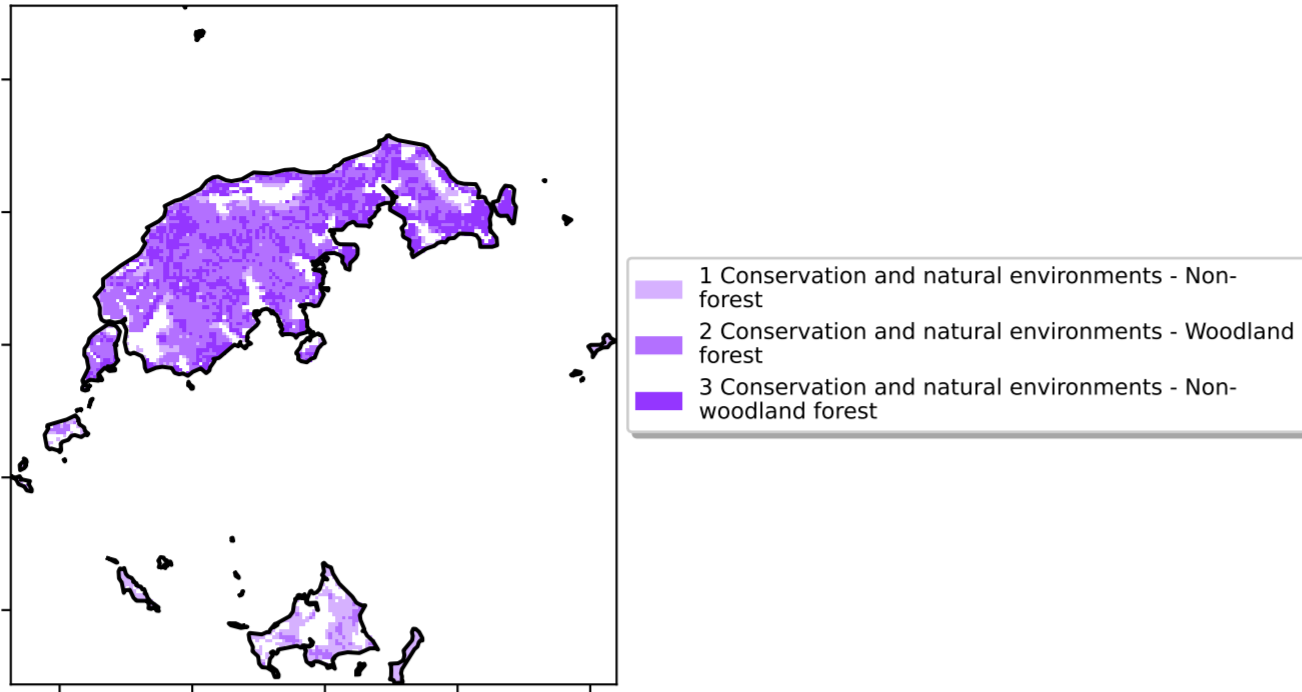 1 Conservation and natural environments - Non-
forest
2 Conservation and natural environments - Woodland
forest
3 Conservation and natural environments - Non-
woodland forest